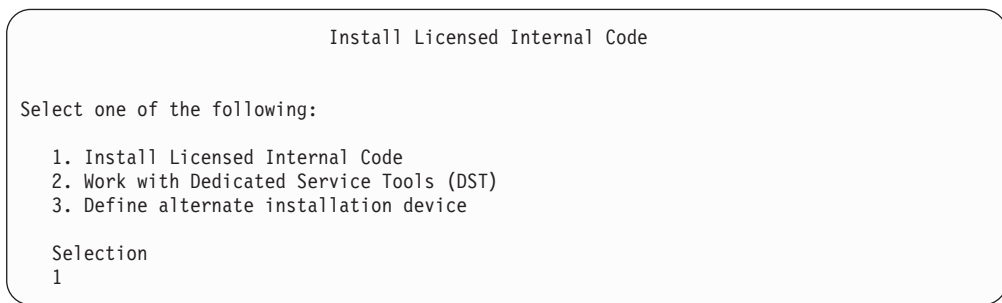 Install Licensed Internal Code
Select one of the following:
1. Install Licensed Internal Code
2. Work with Dedicated Service Tools (DST)
3. Define alternate installation device
Selection
1